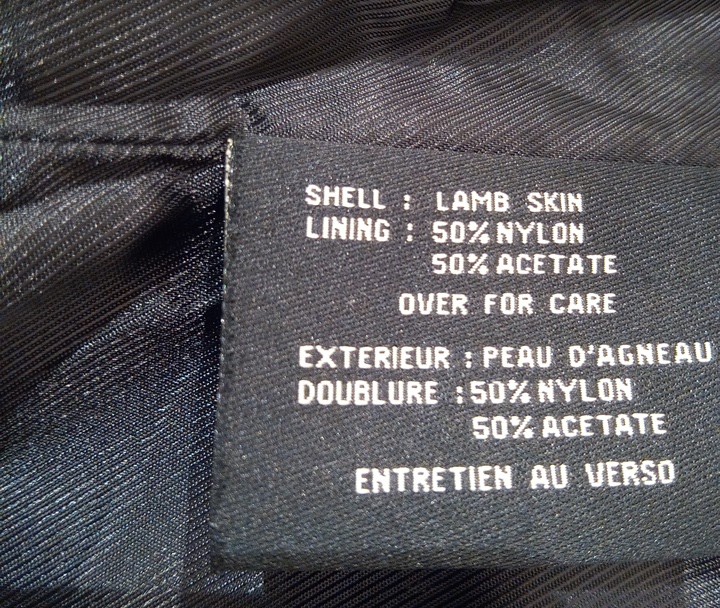 SHELL : LAMB SKIN
LINING : 50% NYLON
50% ACETATE
OVER FOR CARE
EXTERIEUR : PEAU D'AGNEAU
DOUBLURE : 50% NYLON
50% ACETATE
ENTRETIEN AU VERSO